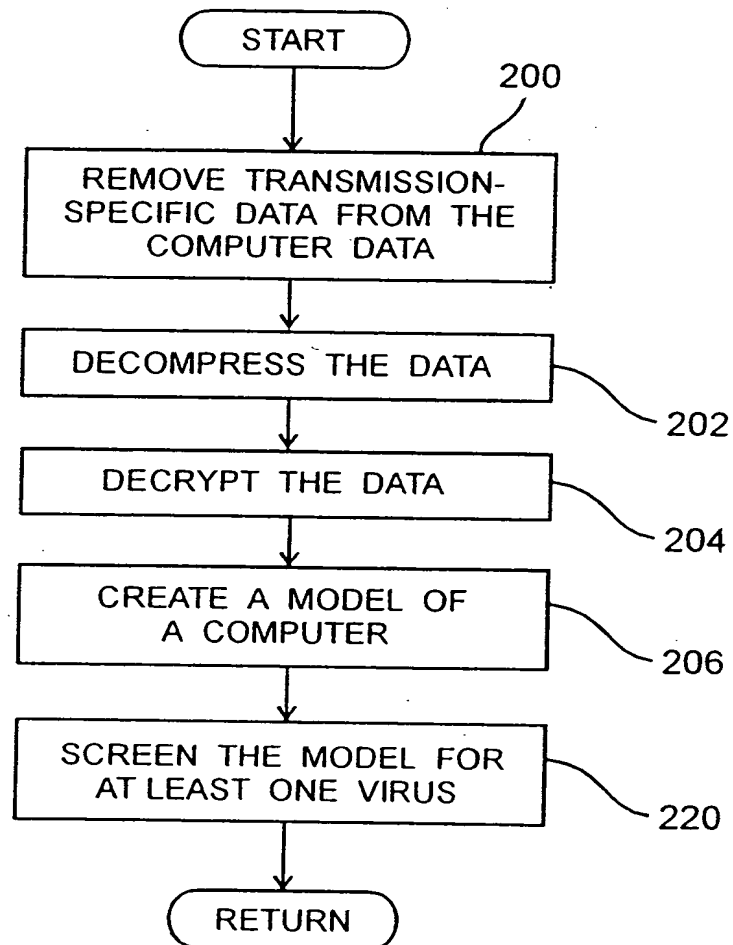 START
200
REMOVE TRANSMISSION-
SPECIFIC DATA FROM THE
COMPUTER DATA
DECOMPRESS THE DATA
202
DECRYPT THE DATA
204
CREATE A MODEL OF
A COMPUTER
206
SCREEN THE MODEL FOR
AT LEAST ONE VIRUS
220
RETURN